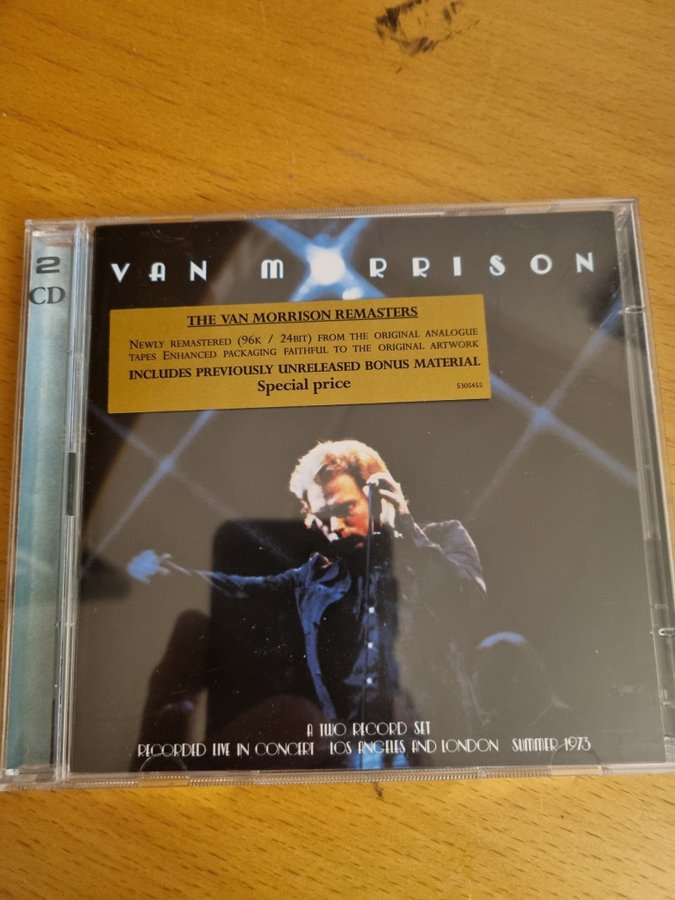 2
CD
VAN MORRISON
THE VAN MORRISON REMASTERS
NEWLY REMASTERED (96K / 24BIT) FROM THE ORIGINAL ANALOGUE
TAPES ENHANCED PACKAGING FAITHFUL TO THE ORIGINAL ARTWORK
INCLUDES PREVIOUSLY UNRELEASED BONUS MATERIAL
Special price
5305455
A TWO RECORD SET
RECORDED LIVE IN CONCERT LOS ANGELES AND LONDON SUMMER 1973